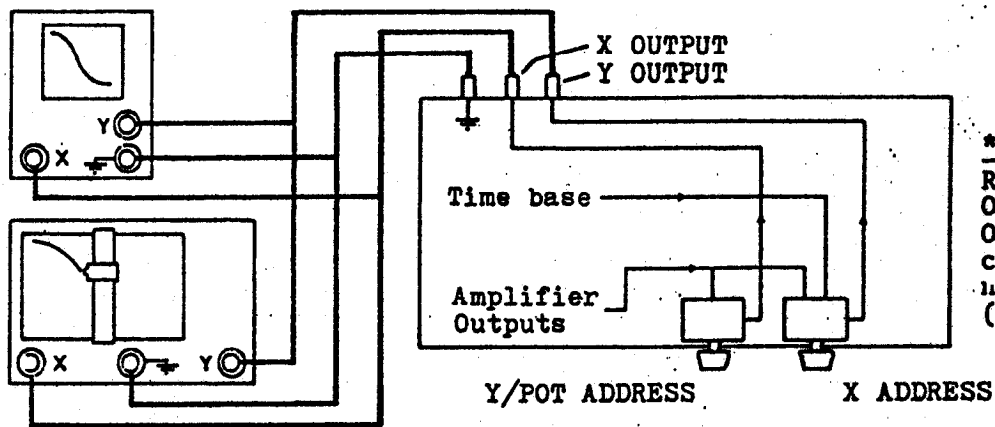 X OUTPUT
Y OUTPUT
Y
X
Time base
Amplifier
Outputs
X
Y
Y/POT ADDRESS
X ADDRESS
*
R
O
O
c
(